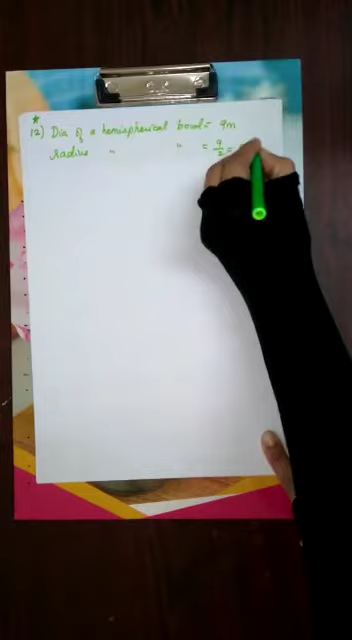 *
12) Dia of a hemispherical bowl = 9m
radius " " = 9/2 =